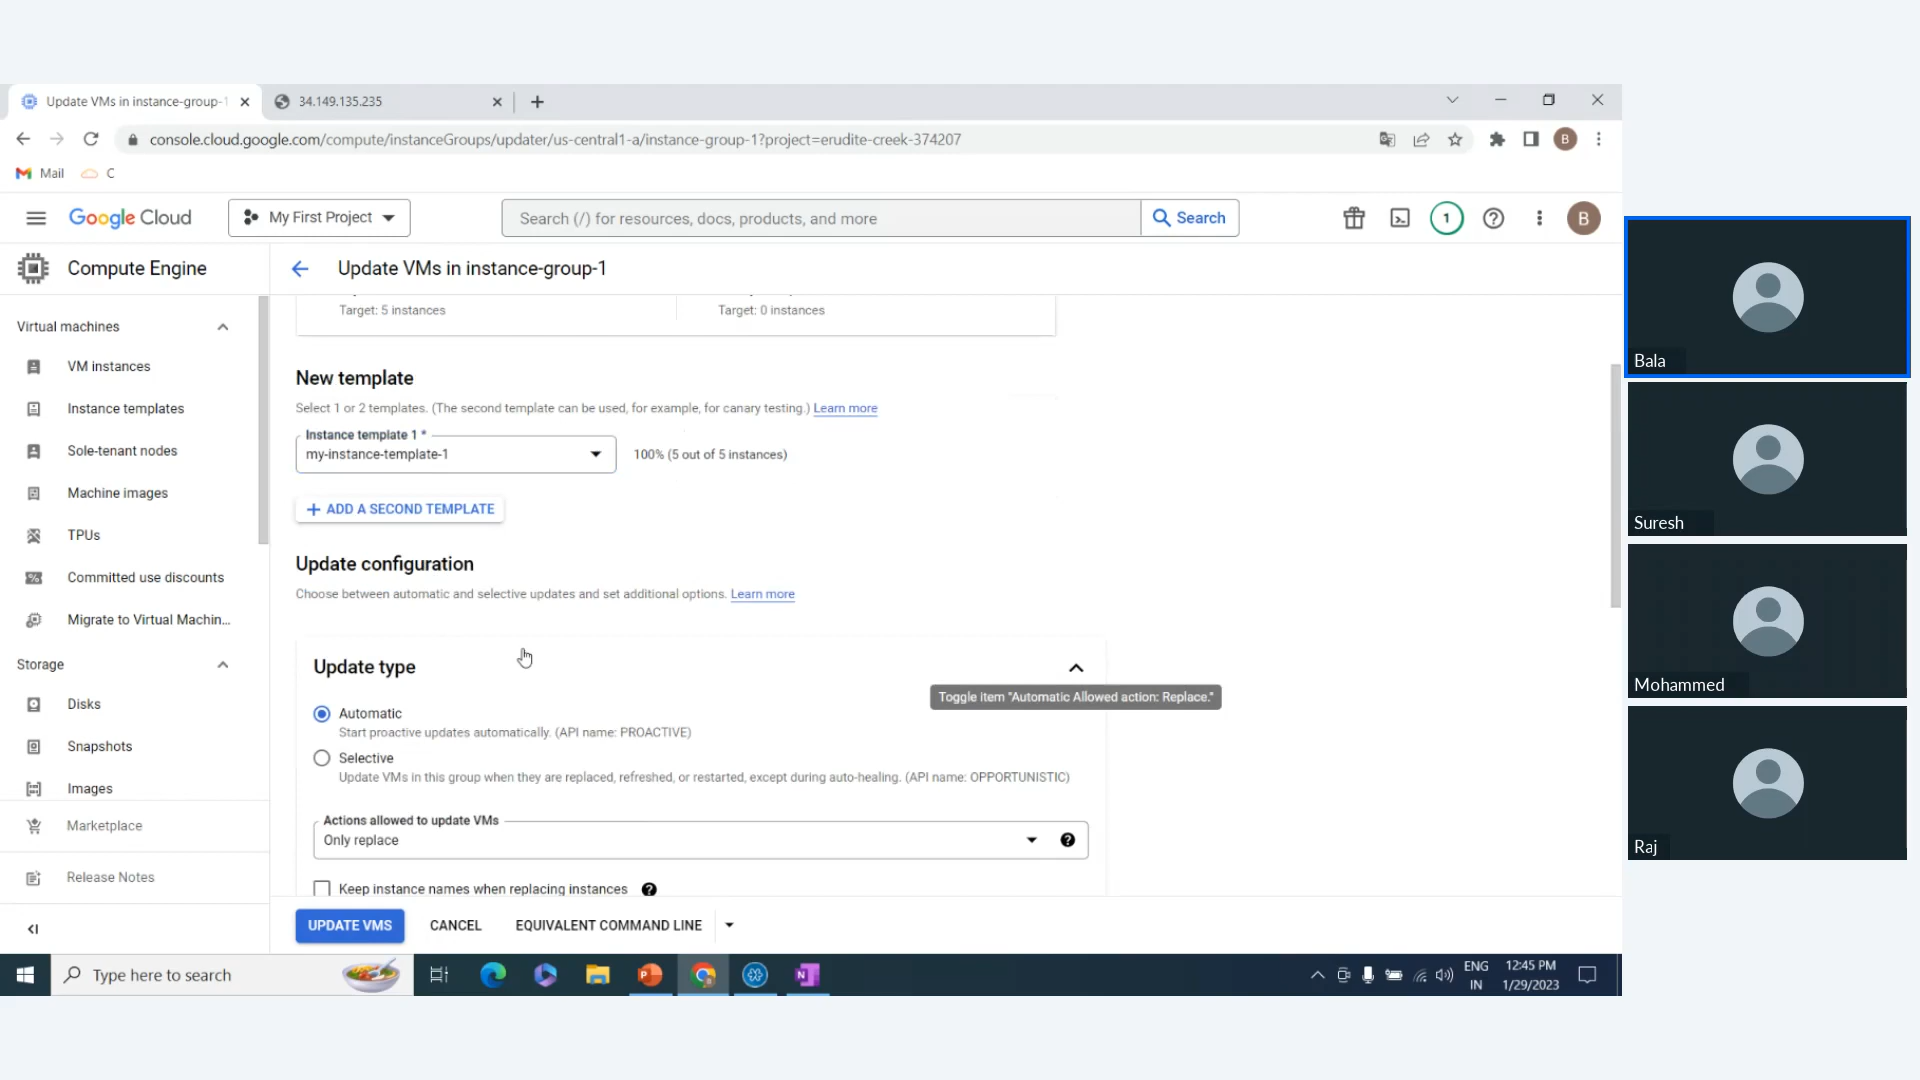 Update VMs in instance-group-1
34.149.135.235
console.cloud.google.com/compute/instanceGroups/updater/us-central1-a/instance-group-1?project=erudite-creek-374207
B
Mail
C
Google Cloud
My First Project
Search (/) for resources, docs, products, and more
Search
1
B
Compute Engine
Update VMs in instance-group-1
Virtual machines
VM instances
Instance templates
Sole-tenant nodes
Machine images
TPUs
Committed use discounts
Migrate to Virtual Machin...
Storage
Disks
Snapshots
Images
Marketplace
Release Notes
Target: 5 instances
Target: 0 instances
New template
Select 1 or 2 templates. (The second template can be used, for example, for canary testing.) Learn more
Instance template 1 *
my-instance-template-1
100% (5 out of 5 instances)
+ ADD A SECOND TEMPLATE
Update configuration
Choose between automatic and selective updates and set additional options. Learn more
Update type
Toggle item "Automatic Allowed action: Replace."
Automatic
Start proactive updates automatically. (API name: PROACTIVE)
Selective
Update VMs in this group when they are replaced, refreshed, or restarted, except during auto-healing. (API name: OPPORTUNISTIC)
Actions allowed to update VMs
Only replace
Keep instance names when replacing instances
UPDATE VMS
CANCEL
EQUIVALENT COMMAND LINE
Type here to search
ENG
IN
12:45 PM
1/29/2023
Bala
Suresh
Mohammed
Raj